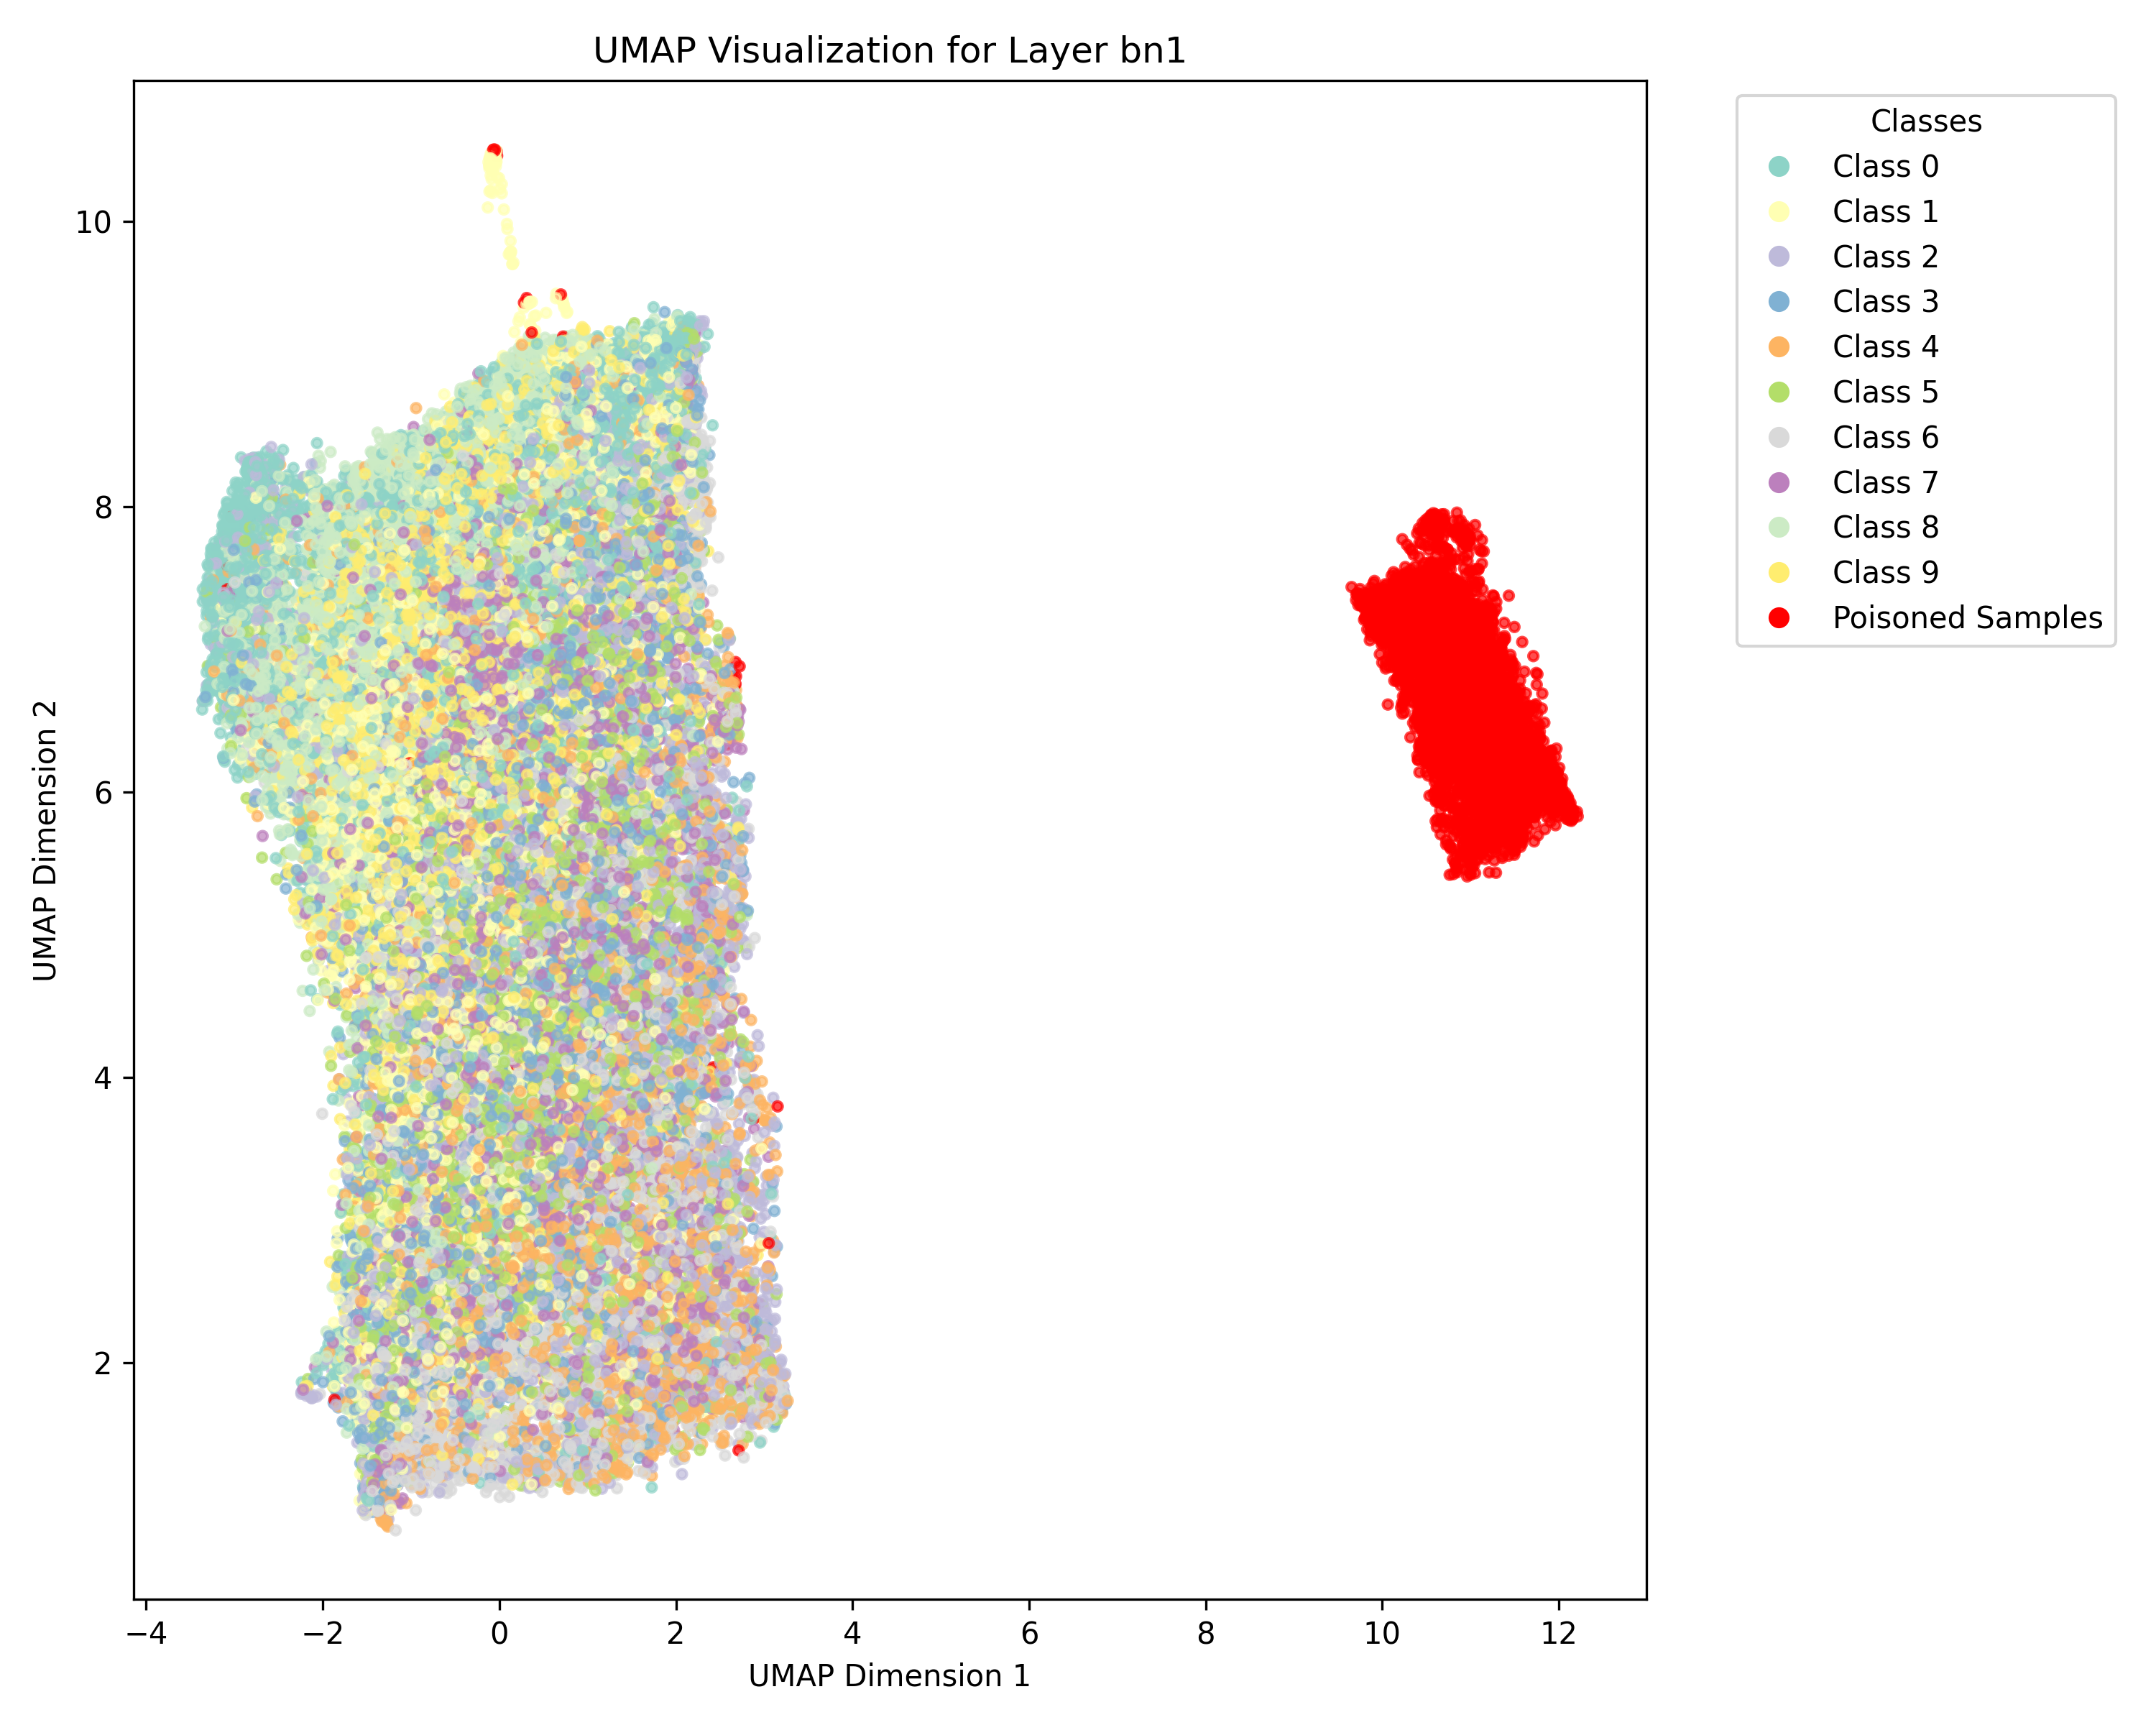 UMAP Visualization for Layer bn1
Classes
Class 0
Class 1
Class 2
Class 3
Class 4
Class 5
Class 6
Class 7
Class 8
Class 9
Poisoned Samples
UMAP Dimension 2
10
8
6
4
2
−4 −2 0 2 4 6 8 10 12
UMAP Dimension 1